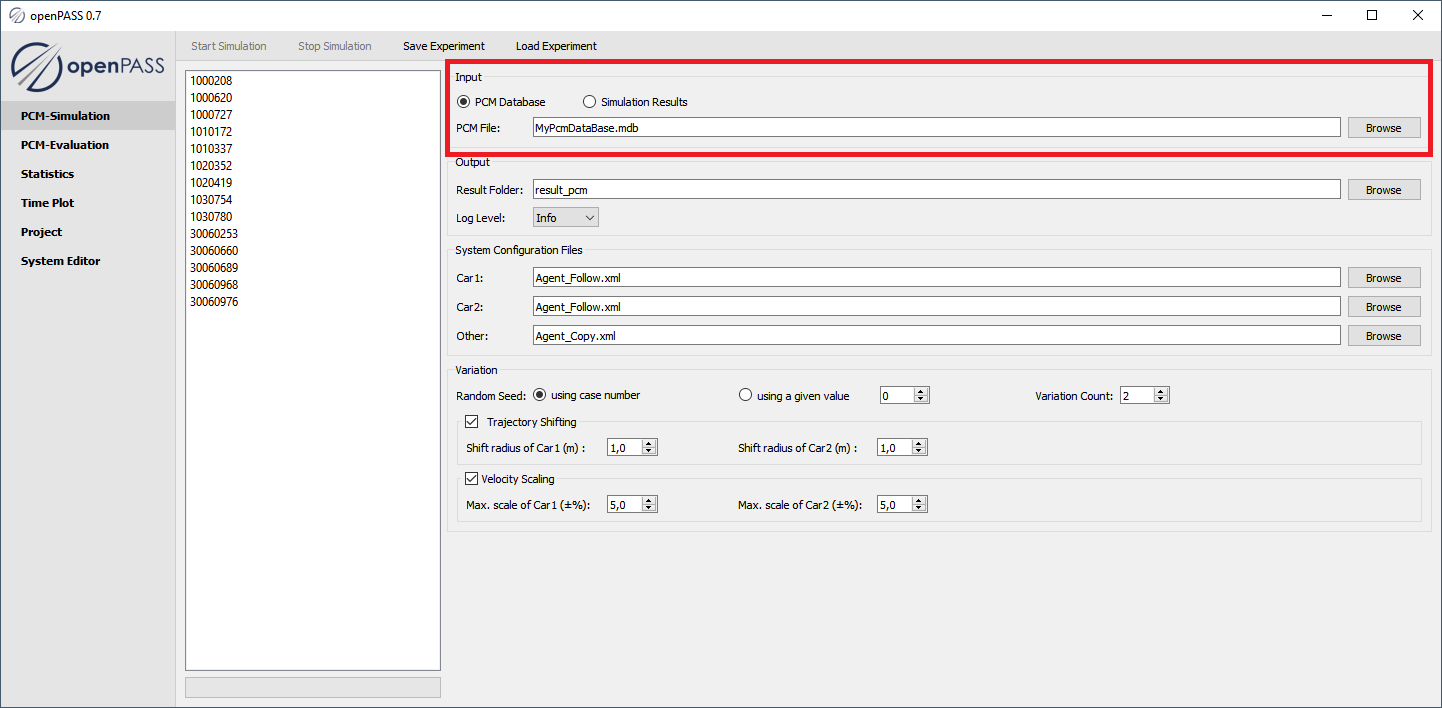 openPASS 0.7
openPASS
Start Simulation Stop Simulation Save Experiment Load Experiment
PCM-Simulation
PCM-Evaluation
Statistics
Time Plot
Project
System Editor
1000208
1000620
1000727
1010172
1010337
1020352
1020419
1030754
1030780
30060253
30060660
30060689
30060968
30060976
Input
PCM Database Simulation Results
PCM File: MyPcmDataBase.mdb Browse
Output
Result Folder: result_pcm Browse
Log Level: Info
System Configuration Files
Car1: Agent_Follow.xml Browse
Car2: Agent_Follow.xml Browse
Other: Agent_Copy.xml Browse
Variation
Random Seed: using case number using a given value 0 Variation Count: 2
Trajectory Shifting
Shift radius of Car1 (m) : 1,0 Shift radius of Car2 (m) : 1,0
Velocity Scaling
Max. scale of Car1 (±%): 5,0 Max. scale of Car2 (±%): 5,0